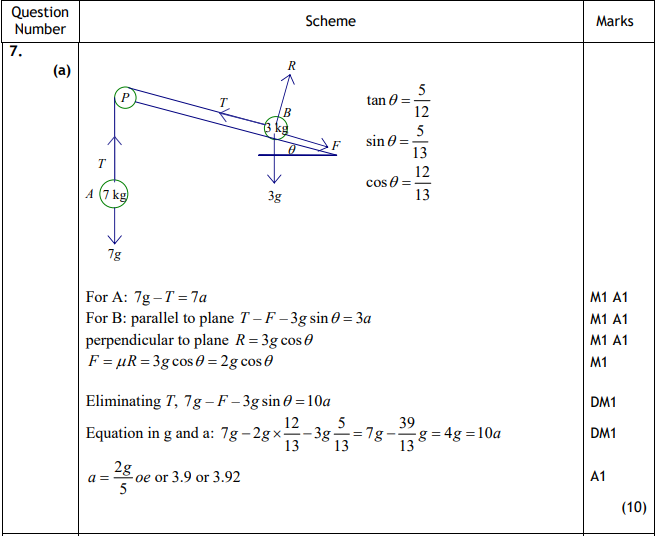 Question Number Scheme Marks
7.
(a)
R
P T B
3 kg F
θ
T
A 7 kg 3g
7g
tan θ = 5/12
sin θ = 5/13
cos θ = 12/13
For A: 7g – T = 7a M1 A1
For B: parallel to plane T – F – 3g sin θ = 3a M1 A1
perpendicular to plane R = 3g cos θ M1 A1
F = μR = 3g cos θ = 2g cos θ M1
Eliminating T, 7g – F – 3g sin θ = 10a DM1
Equation in g and a: 7g – 2g × 12/13 – 3g 5/13 = 7g – 39/13 g = 4g = 10a DM1
a = 2g/5 oe or 3.9 or 3.92 A1
(10)